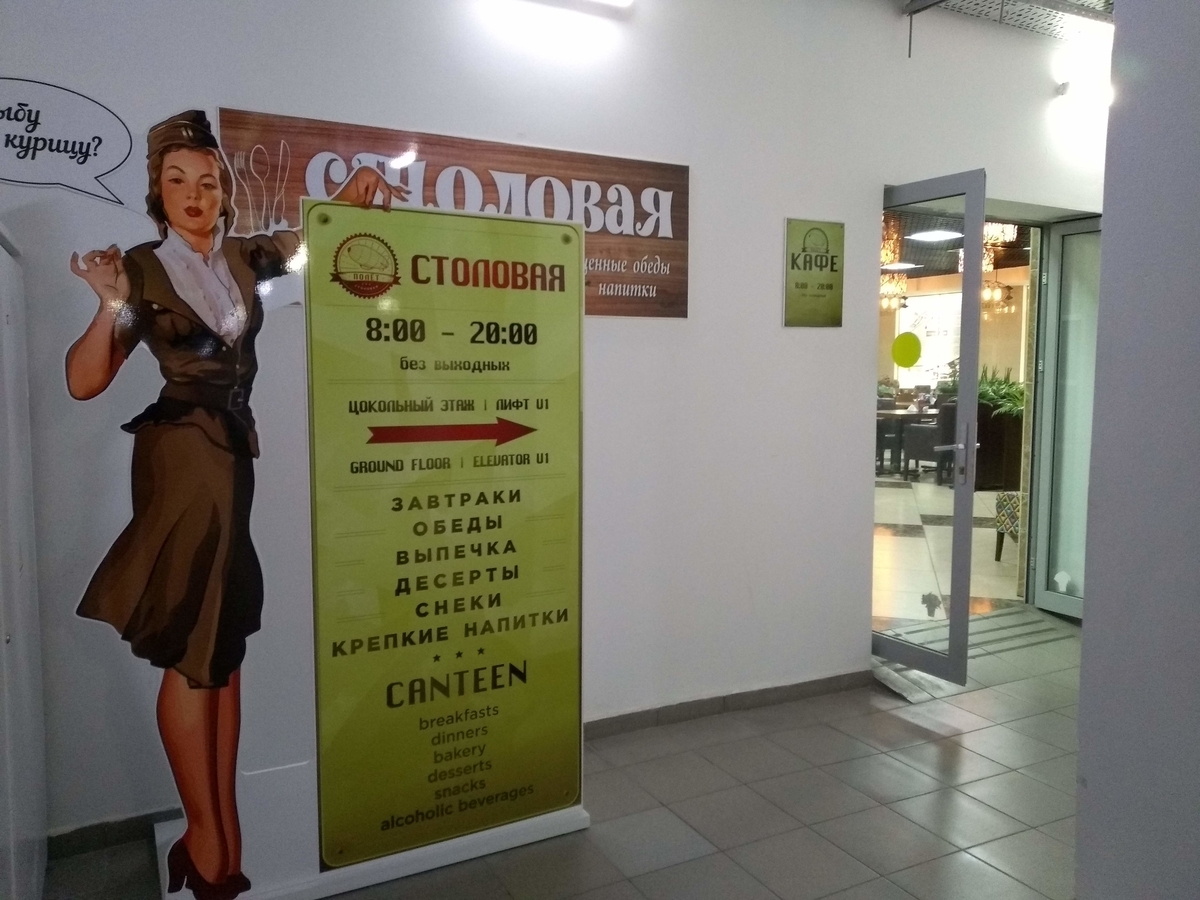 курицу?
столовая
обеды
напитки
ПОЛЁТ
СТОЛОВАЯ
8:00 - 20:00
без выходных
ЦОКОЛЬНЫЙ ЭТАЖ | ЛИФТ U1
GROUND FLOOR | ELEVATOR U1
ЗАВТРАКИ
ОБЕДЫ
ВЫПЕЧКА
ДЕСЕРТЫ
СНЕКИ
КРЕПКИЕ НАПИТКИ
CANTEEN
breakfasts
dinners
bakery
desserts
snacks
alcoholic beverages
КАФЕ
8:00 - 20:00